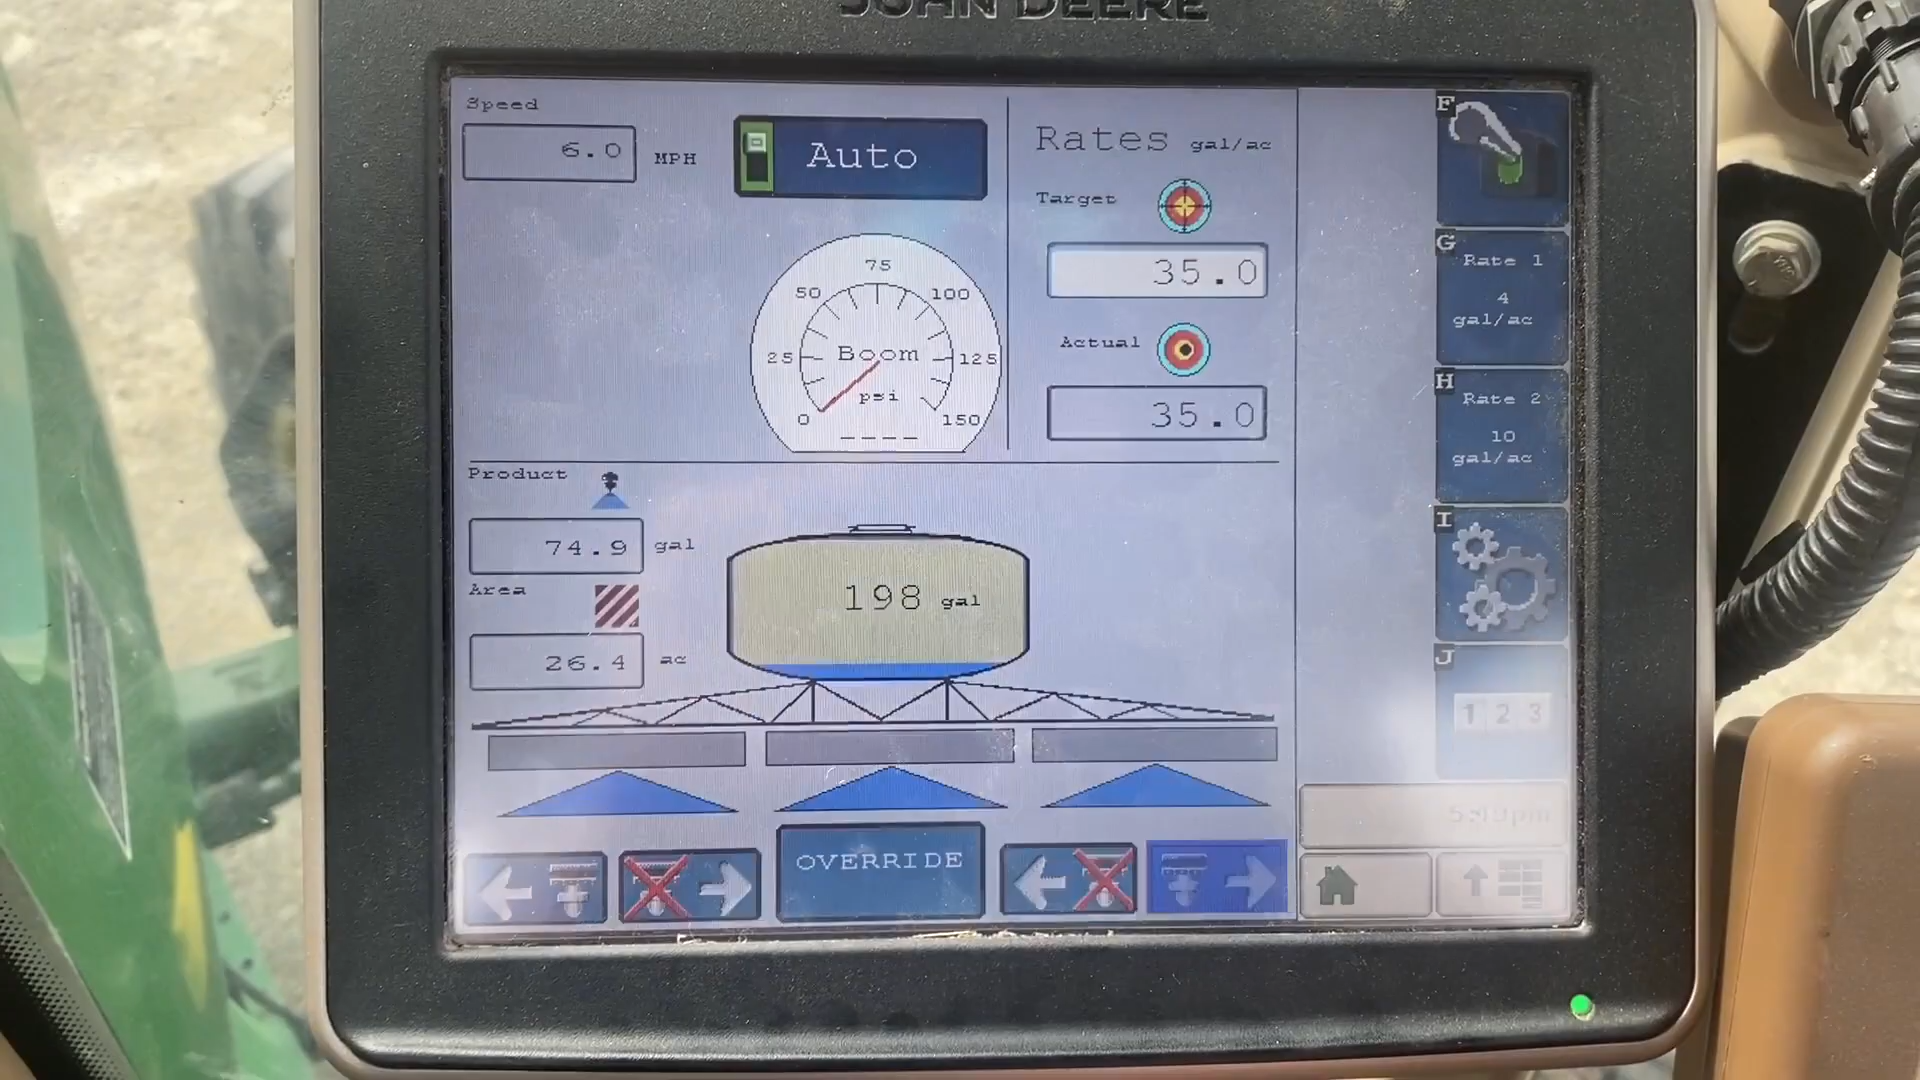 JOHN DEERE
Speed
6.0 MPH
Auto
75
50 100
25 Boom 125
psi
0 150
----
Rates gal/ac
Target
35.0
Actual
35.0
Product
74.9 gal
Area
26.4 ac
198 gal
OVERRIDE
F
G
Rate 1
4
gal/ac
H
Rate 2
10
gal/ac
I
J
1 2 3